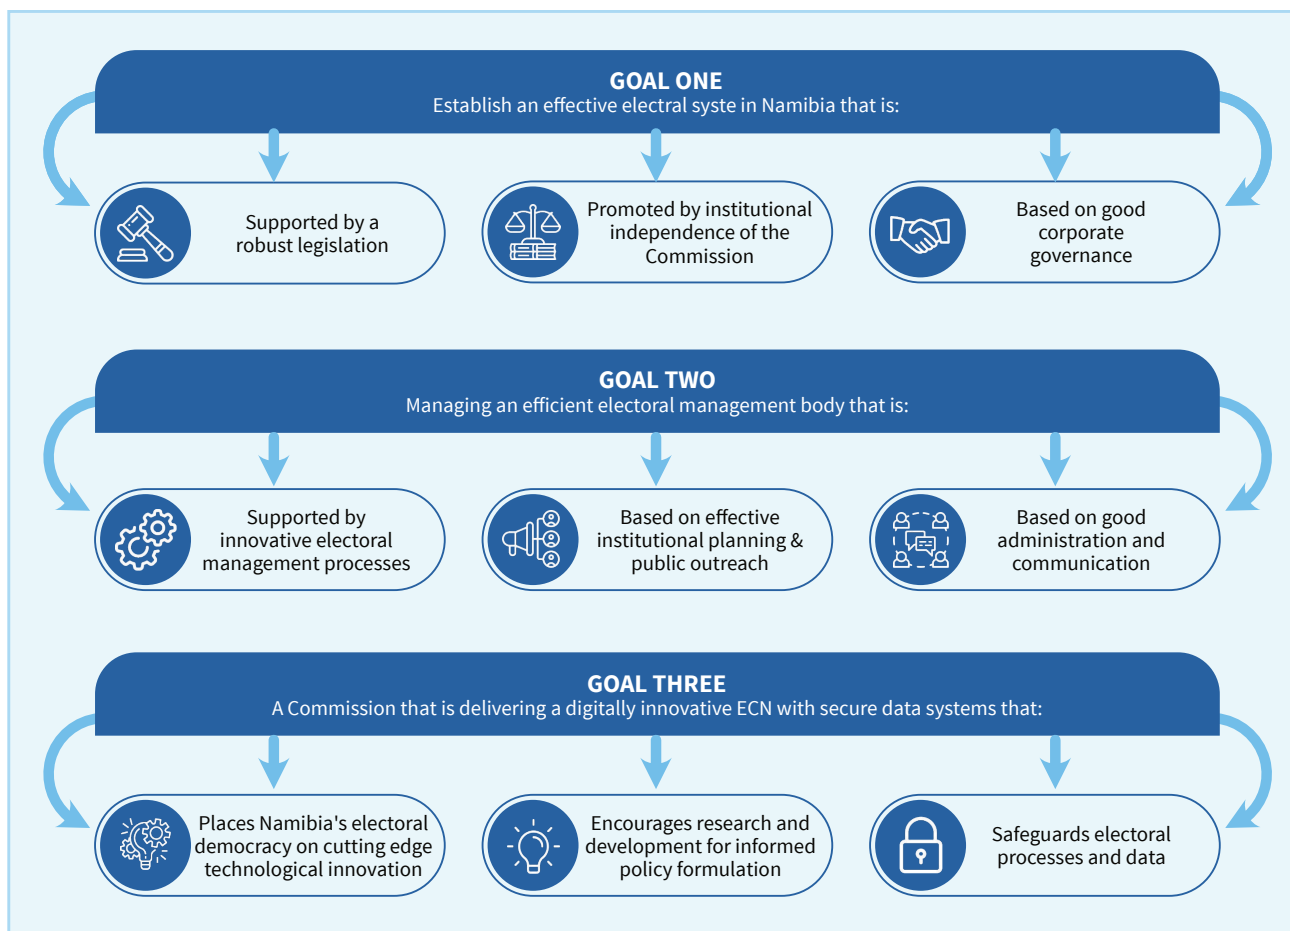 GOAL ONE
Establish an effective electral syste in Namibia that is:
Supported by a
robust legislation
Promoted by institutional
independence of the
Commission
Based on good
corporate
governance
GOAL TWO
Managing an efficient electoral management body that is:
Supported by
innovative electoral
management processes
Based on effective
institutional planning &
public outreach
Based on good
administration and
communication
GOAL THREE
A Commission that is delivering a digitally innovative ECN with secure data systems that:
Places Namibia's electoral
democracy on cutting edge
technological innovation
Encourages research and
development for informed
policy formulation
Safeguards electoral
processes and data